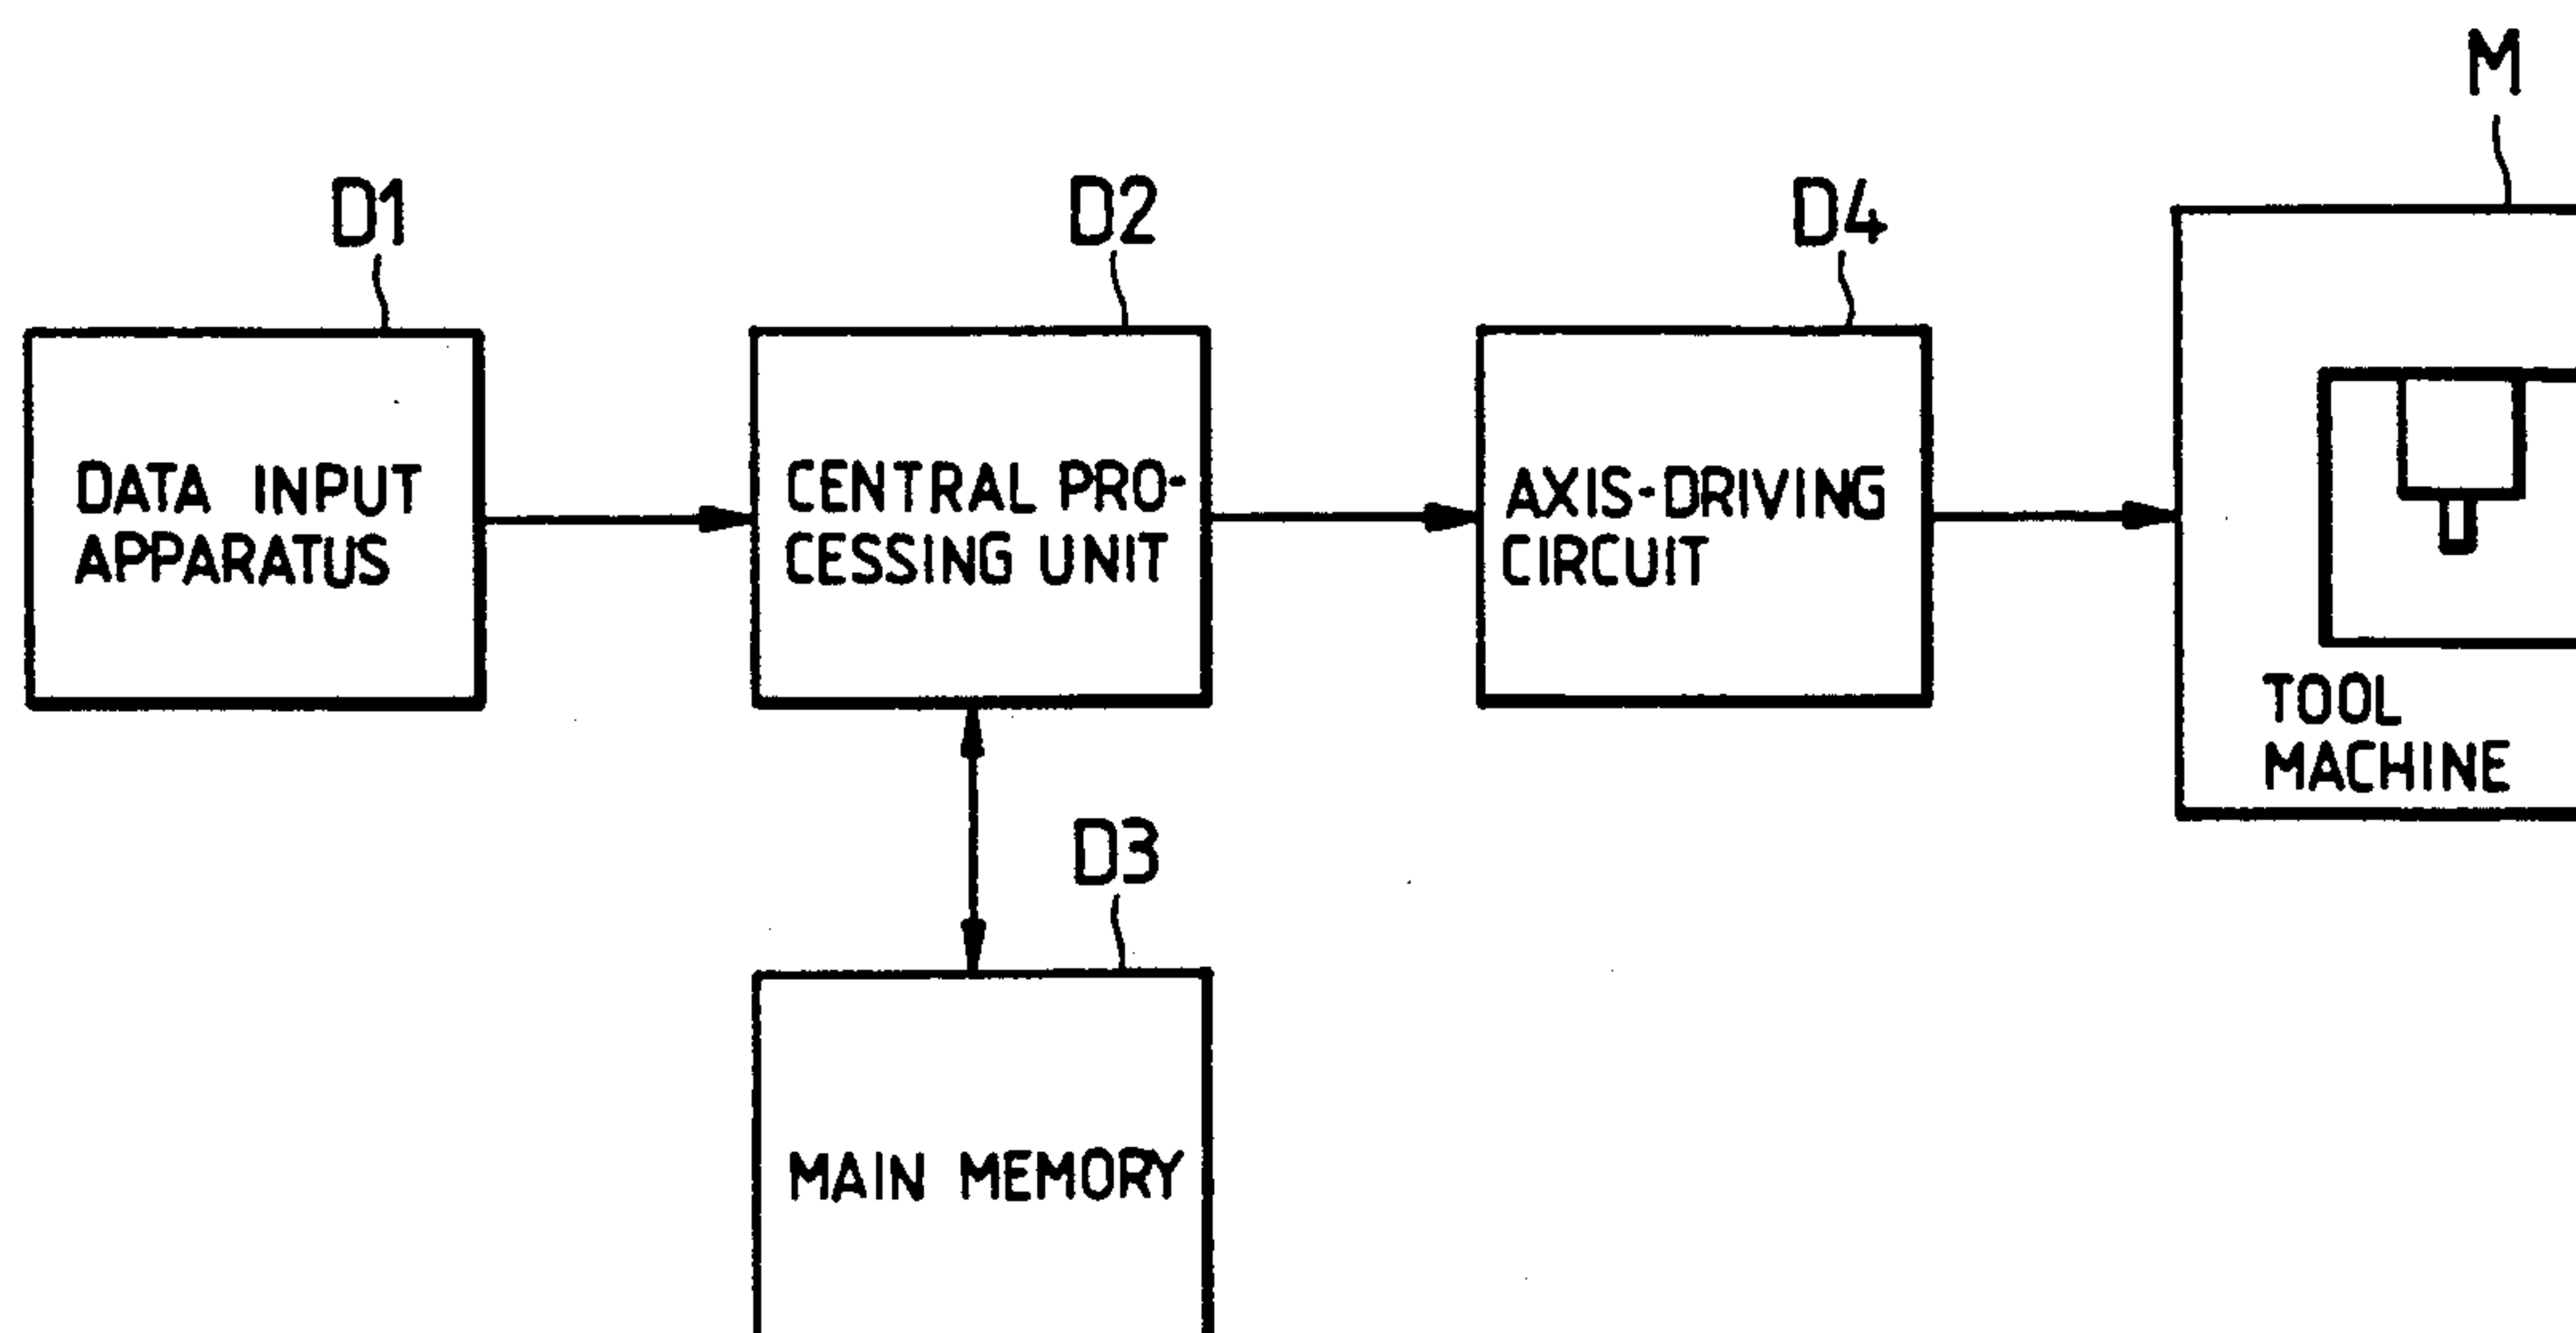 M
D1
D2
D4
DATA INPUT
APPARATUS
CENTRAL PRO-
CESSING UNIT
AXIS-DRIVING
CIRCUIT
TOOL
MACHINE
D3
MAIN MEMORY